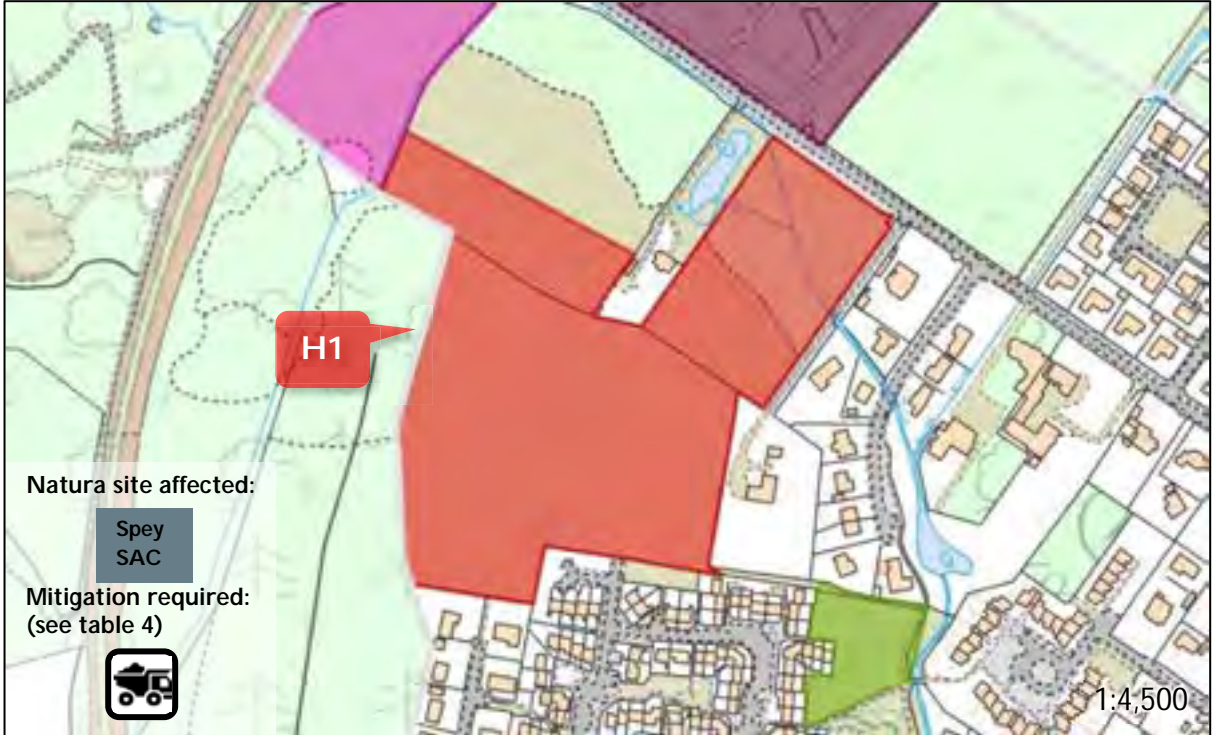 H1
Natura site affected:
Spey
SAC
Mitigation required:
(see table 4)
1:4,500